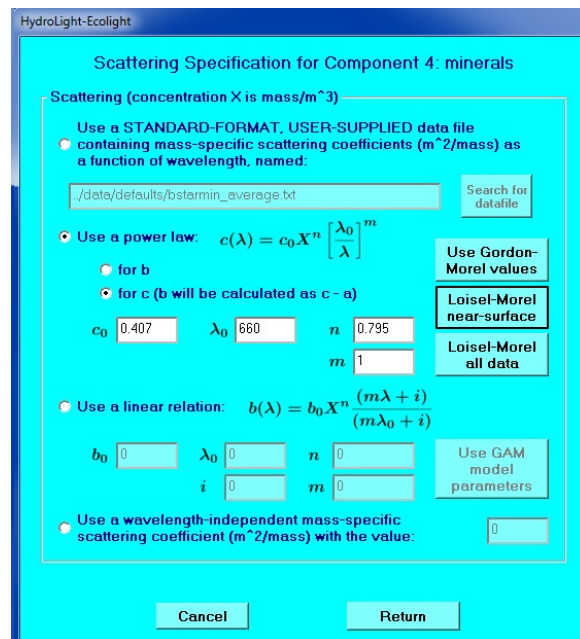 HydroLight-Ecolight
Scattering Specification for Component 4: minerals
Scattering (concentration X is mass/m^3)
Use a STANDARD-FORMAT, USER-SUPPLIED data file
containing mass-specific scattering coefficients (m^2/mass) as
a function of wavelength, named:
../data/defaults/bstarmin_average.txt
Search for
datafile
Use a power law: c(λ) = c₀Xⁿ [λ₀/λ]ᵐ
for b
for c (b will be calculated as c - a)
Use Gordon-
Morel values
Loisel-Morel
near-surface
Loisel-Morel
all data
c₀ 0.407 λ₀ 660 n 0.795
m 1
Use a linear relation: b(λ) = b₀Xⁿ (mλ + i)/(mλ₀ + i)
b₀ 0 λ₀ 0 n 0
i 0 m 0
Use GAM
model
parameters
Use a wavelength-independent mass-specific
scattering coefficient (m^2/mass) with the value: 0
Cancel Return